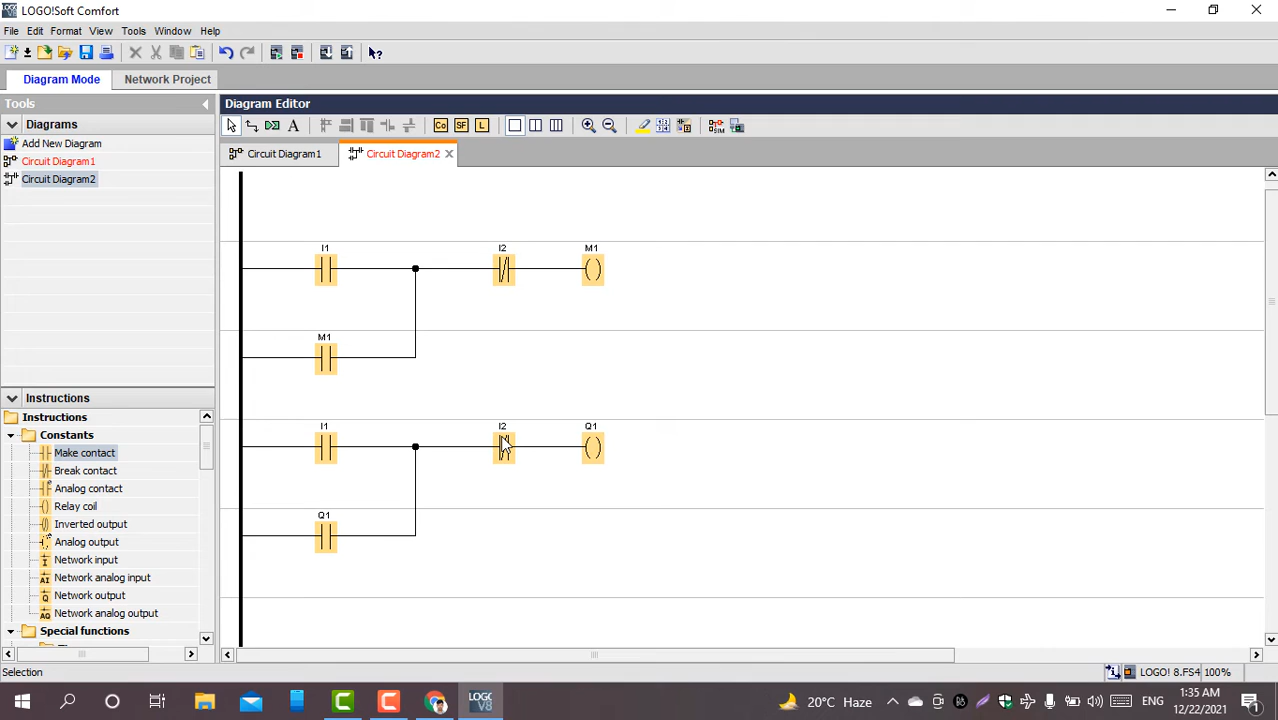 LOGO!Soft Comfort
File Edit Format View Tools Window Help
Diagram Mode Network Project
Tools
Diagrams
Add New Diagram
Circuit Diagram1
Circuit Diagram2
Instructions
Instructions
Constants
Make contact
Break contact
Analog contact
Relay coil
Inverted output
Analog output
Network input
Network analog input
Network output
Network analog output
Special functions
Diagram Editor
A Co SF L
Circuit Diagram1 Circuit Diagram2
I1 I2 M1
M1
I1 I2 Q1
Q1
Selection
LOGO! 8.FS4 100%
20°C Haze
ENG
1:35 AM
12/22/2021